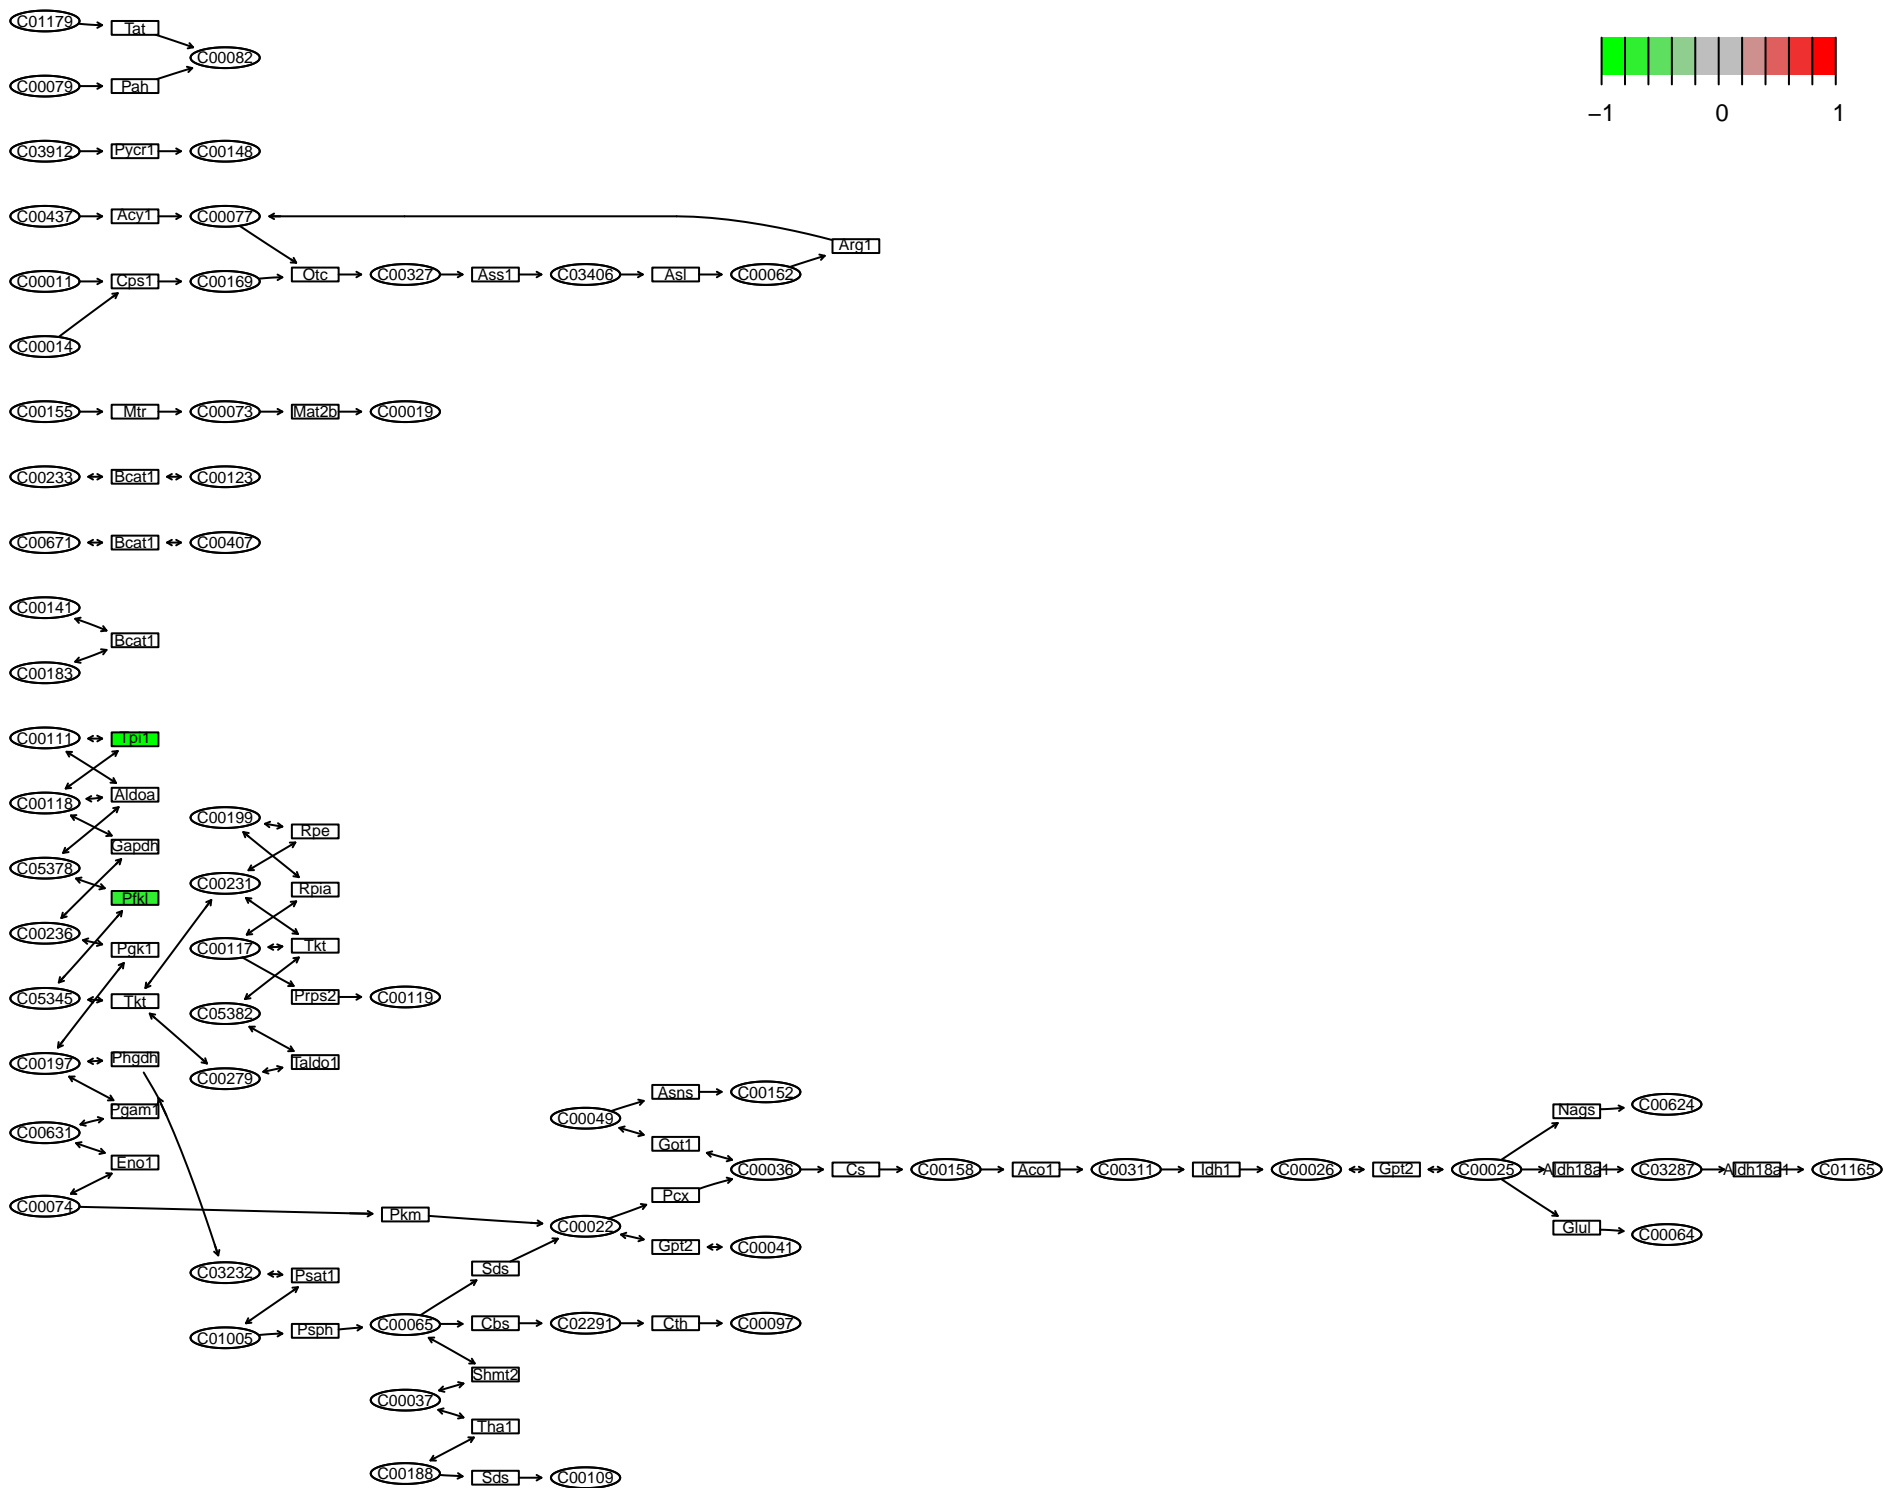 C01179 Tat
C00082
C00079 Pah
−1 0 1
C03912 Pycr1 C00148
C00437 Acy1 C00077
Arg1
C00011 Cps1 C00169 Otc C00327 Ass1 C03406 Asl C00062
C00014
C00155 Mtr C00073 Mat2b C00019
C00233 Bcat1 C00123
C00671 Bcat1 C00407
C00141
Bcat1
C00183
C00111 Tpi1
C00118 Aldoa
C00199 Rpe
Gapdh
C05378
C00231 Rpia
Pfkl
C00236
Pgk1 C00117 Tkt
C05345 Tkt Prps2 C00119
C05382
C00197 Phgdh
C00279 Taldo1
Asns C00152
Pgam1
C00049
Nags C00624
C00631
Got1
Eno1
C00036 Cs C00158 Aco1 C00311 Idh1 C00026 Gpt2 C00025 Aldh18a1 C03287 Aldh18a1 C01165
Pcx
C00074 Pkm
C00022
Glul C00064
Gpt2 C00041
Sds
C03232 Psat1
C01005 Psph C00065 Cbs C02291 Cth C00097
Shmt2
C00037
Tha1
C00188 Sds C00109